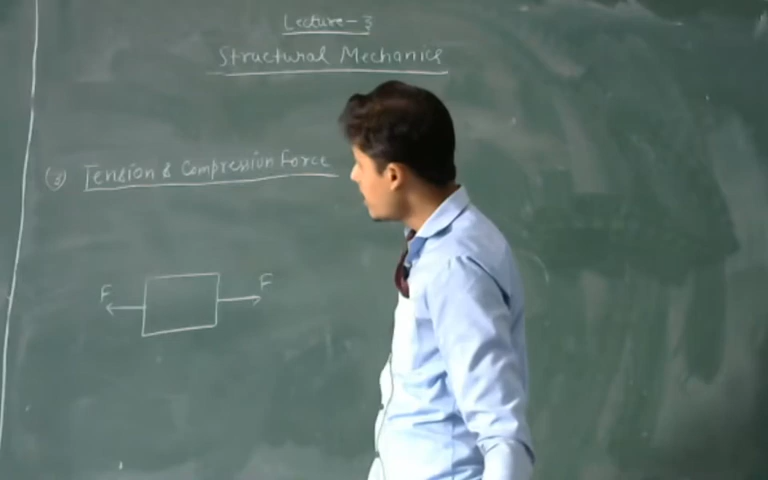 Lecture-3
Structural Mechanics
(3) Tension & Compression Force
F F